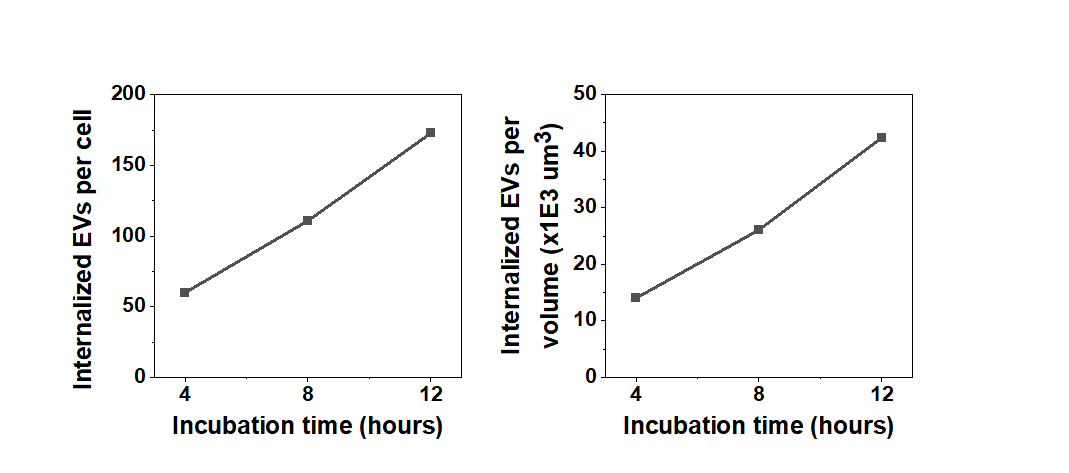 Internalized EVs per cell
200
150
100
50
0
4 8 12
Incubation time (hours)
Internalized EVs per
volume (x1E3 um³)
50
40
30
20
10
0
4 8 12
Incubation time (hours)